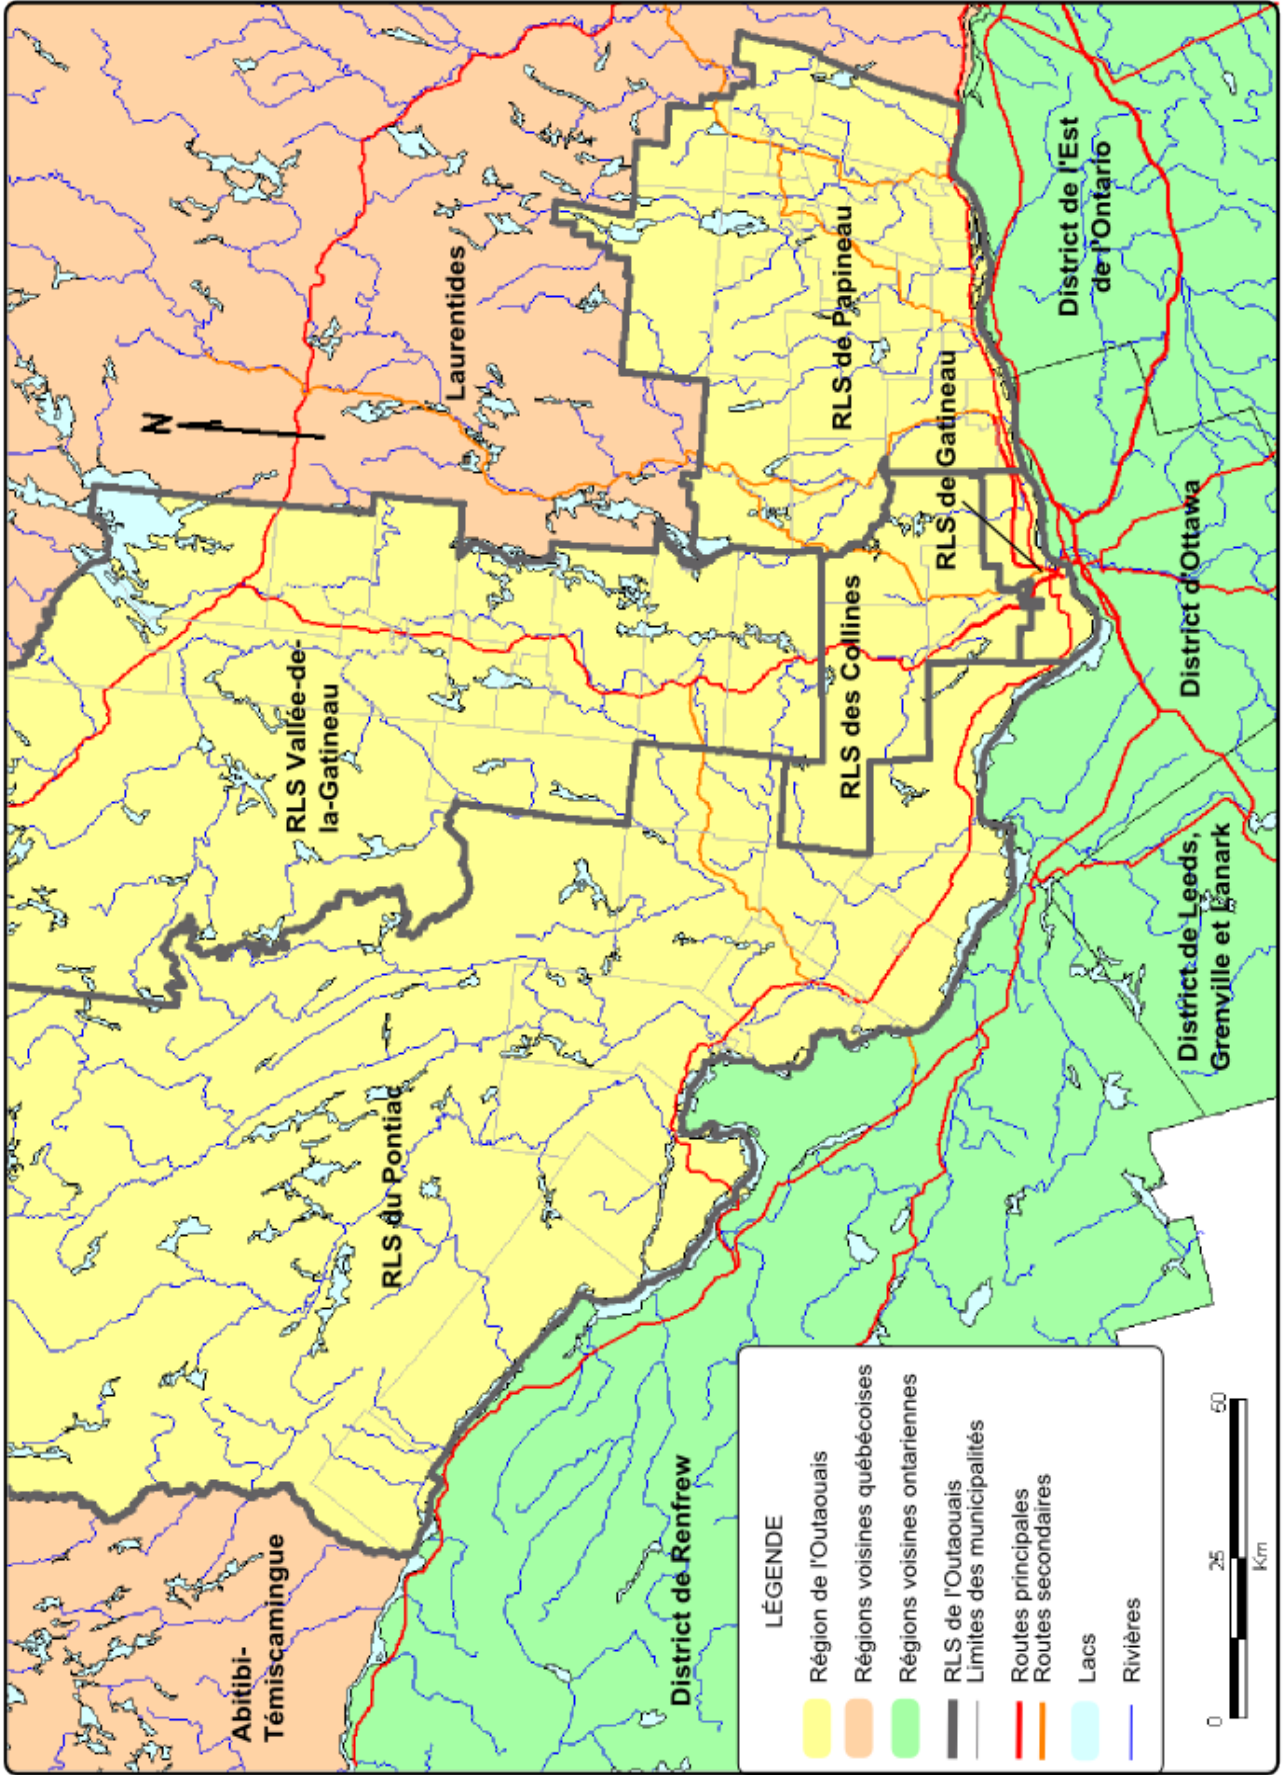 Abitibi-
Témiscamingue
RLS du Pontiac
RLS Vallée-de-
la-Gatineau
N
Laurentides
RLS des Collines
RLS de Papineau
RLS de Gatineau
District de Renfrew
District de Leeds,
Grenville et Lanark
District d'Ottawa
District de l'Est
de l'Ontario
LÉGENDE
Région de l'Outaouais
Régions voisines québécoises
Régions voisines ontariennes
RLS de l'Outaouais
Limites des municipalités
Routes principales
Routes secondaires
Lacs
Rivières
0 25 50
Km